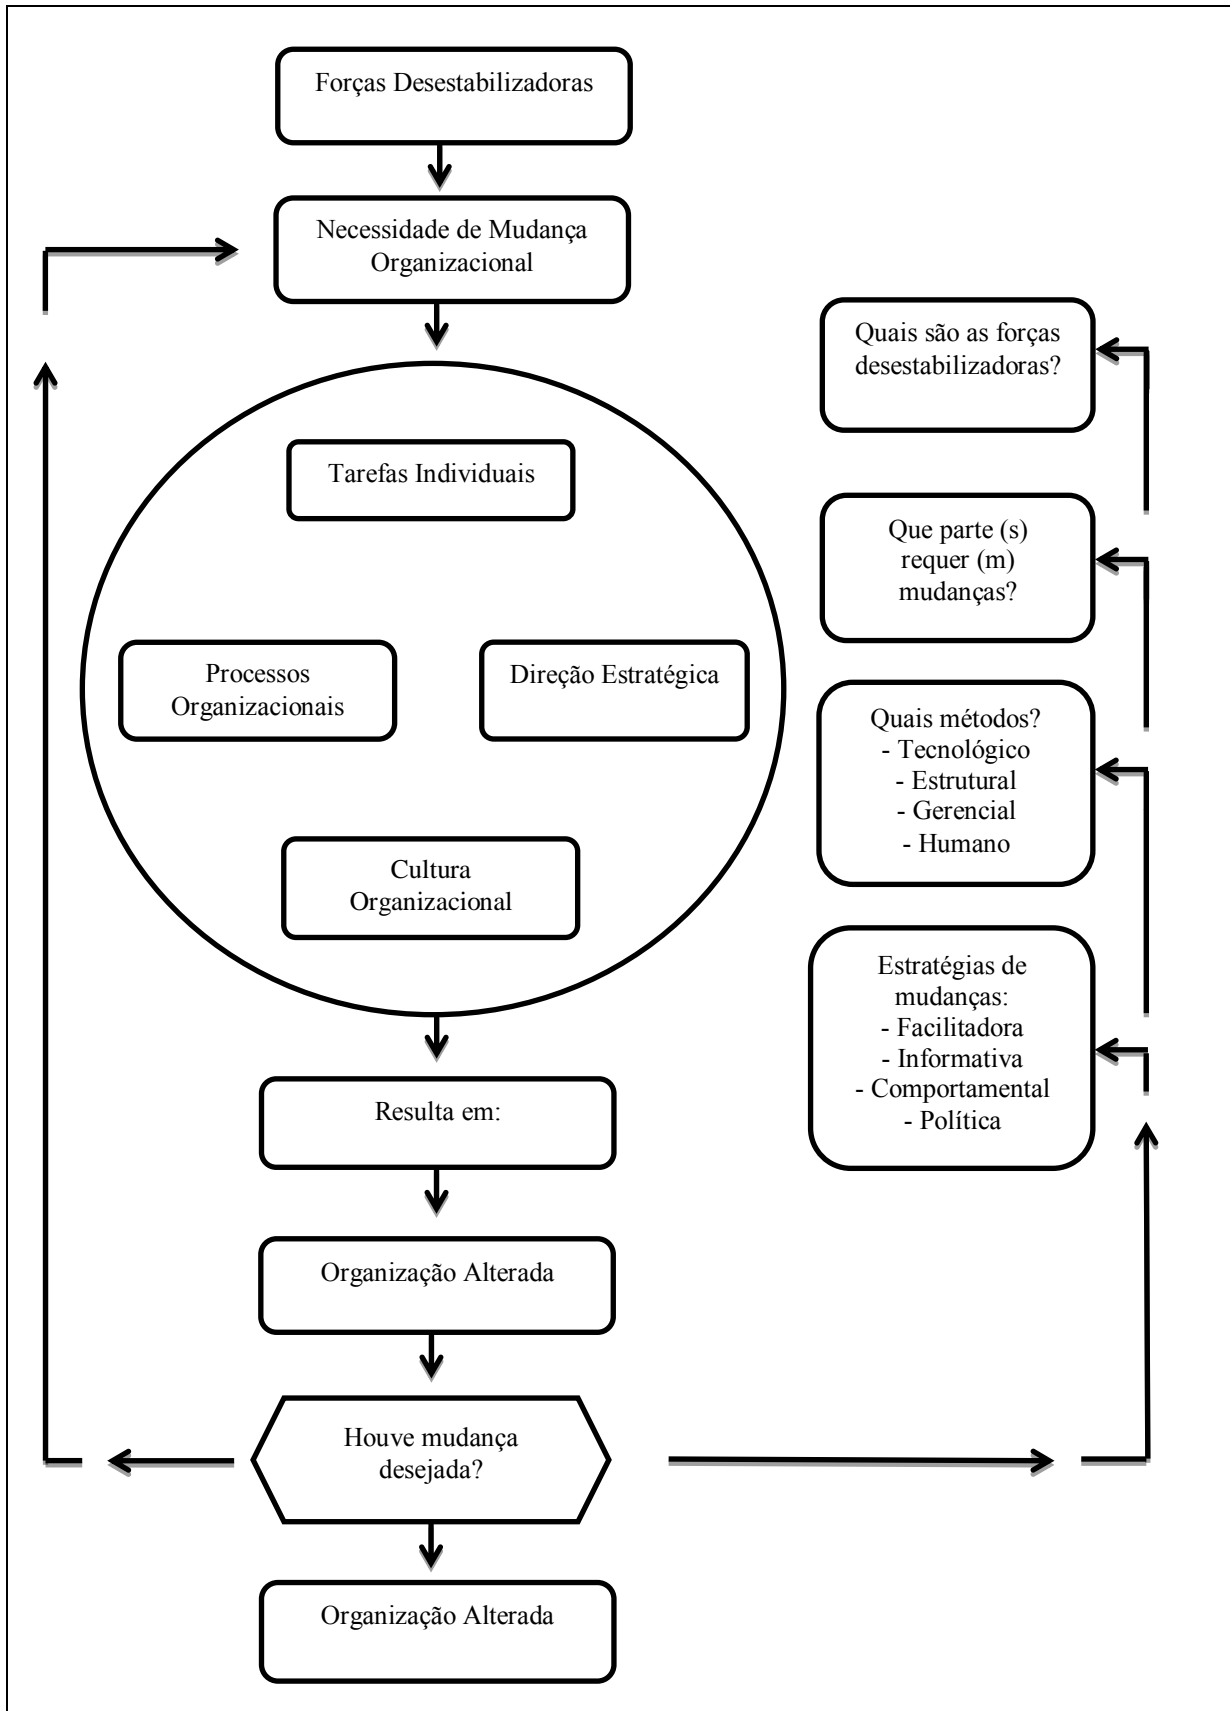 Forças Desestabilizadoras
Necessidade de Mudança
Organizacional
Tarefas Individuais
Processos
Organizacionais
Direção Estratégica
Cultura
Organizacional
Resulta em:
Organização Alterada
Houve mudança
desejada?
Organização Alterada
Quais são as forças
desestabilizadoras?
Que parte (s)
requer (m)
mudanças?
Quais métodos?
- Tecnológico
- Estrutural
- Gerencial
- Humano
Estratégias de
mudanças:
- Facilitadora
- Informativa
- Comportamental
- Política